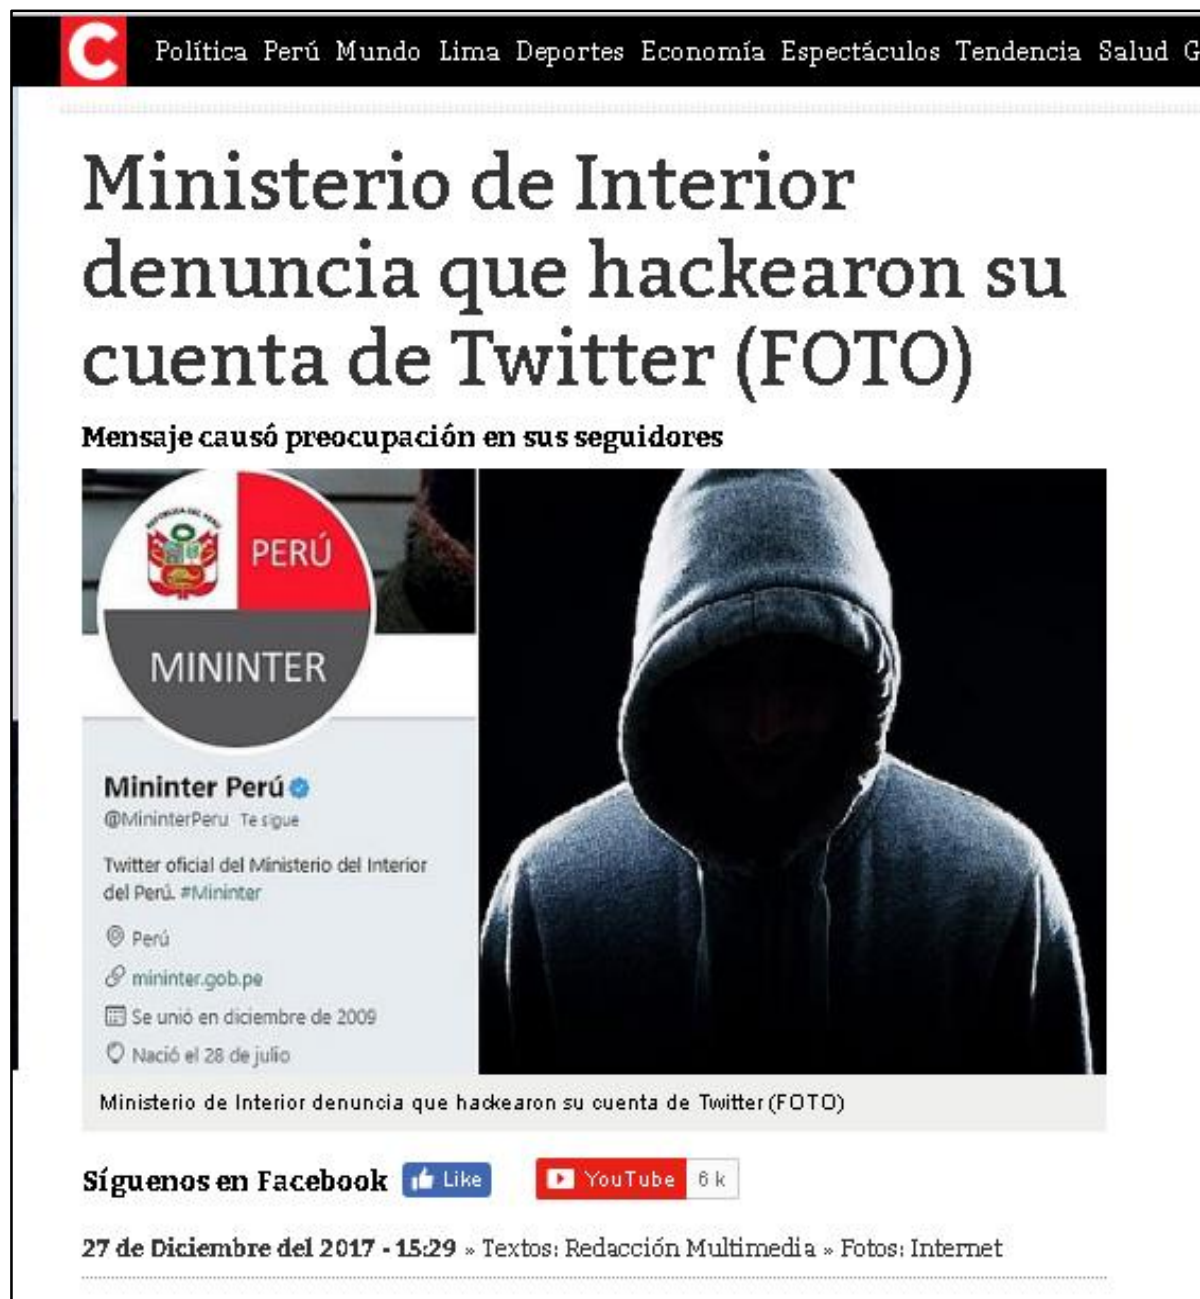 C
Política Perú Mundo Lima Deportes Economía Espectáculos Tendencia Salud G
Ministerio de Interior
denuncia que hackearon su
cuenta de Twitter (FOTO)
Mensaje causó preocupación en sus seguidores
REPÚBLICA DEL PERÚ
PERÚ
MININTER
Mininter Perú
@MininterPeru Te sigue
Twitter oficial del Ministerio del Interior
del Perú. #Mininter
Perú
mininter.gob.pe
Se unió en diciembre de 2009
Nació el 28 de julio
Ministerio de Interior denuncia que hackearon su cuenta de Twitter (FOTO)
Síguenos en Facebook Like YouTube 6 k
27 de Diciembre del 2017 - 15:29 » Textos: Redacción Multimedia » Fotos: Internet